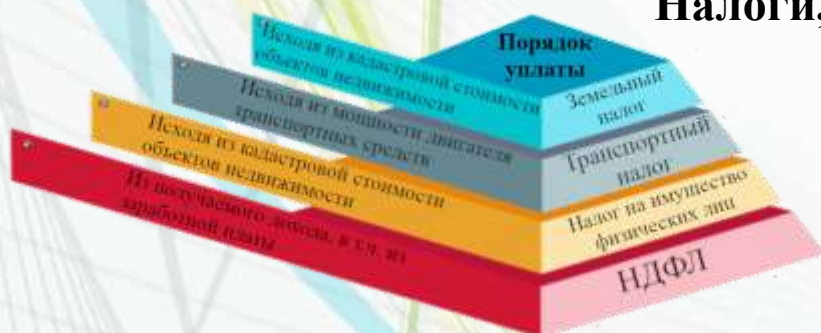 Налоги,
Порядок
уплаты
Исходя из кадастровой стоимости
объектов недвижимости
Земельный
налог
Исходя из мощности двигателя
транспортных средств
Транспортный
налог
Исходя из кадастровой стоимости
объектов недвижимости
Налог на имущество
физических лиц
Из получаемого дохода, в т.ч. из
заработной платы
НДФЛ